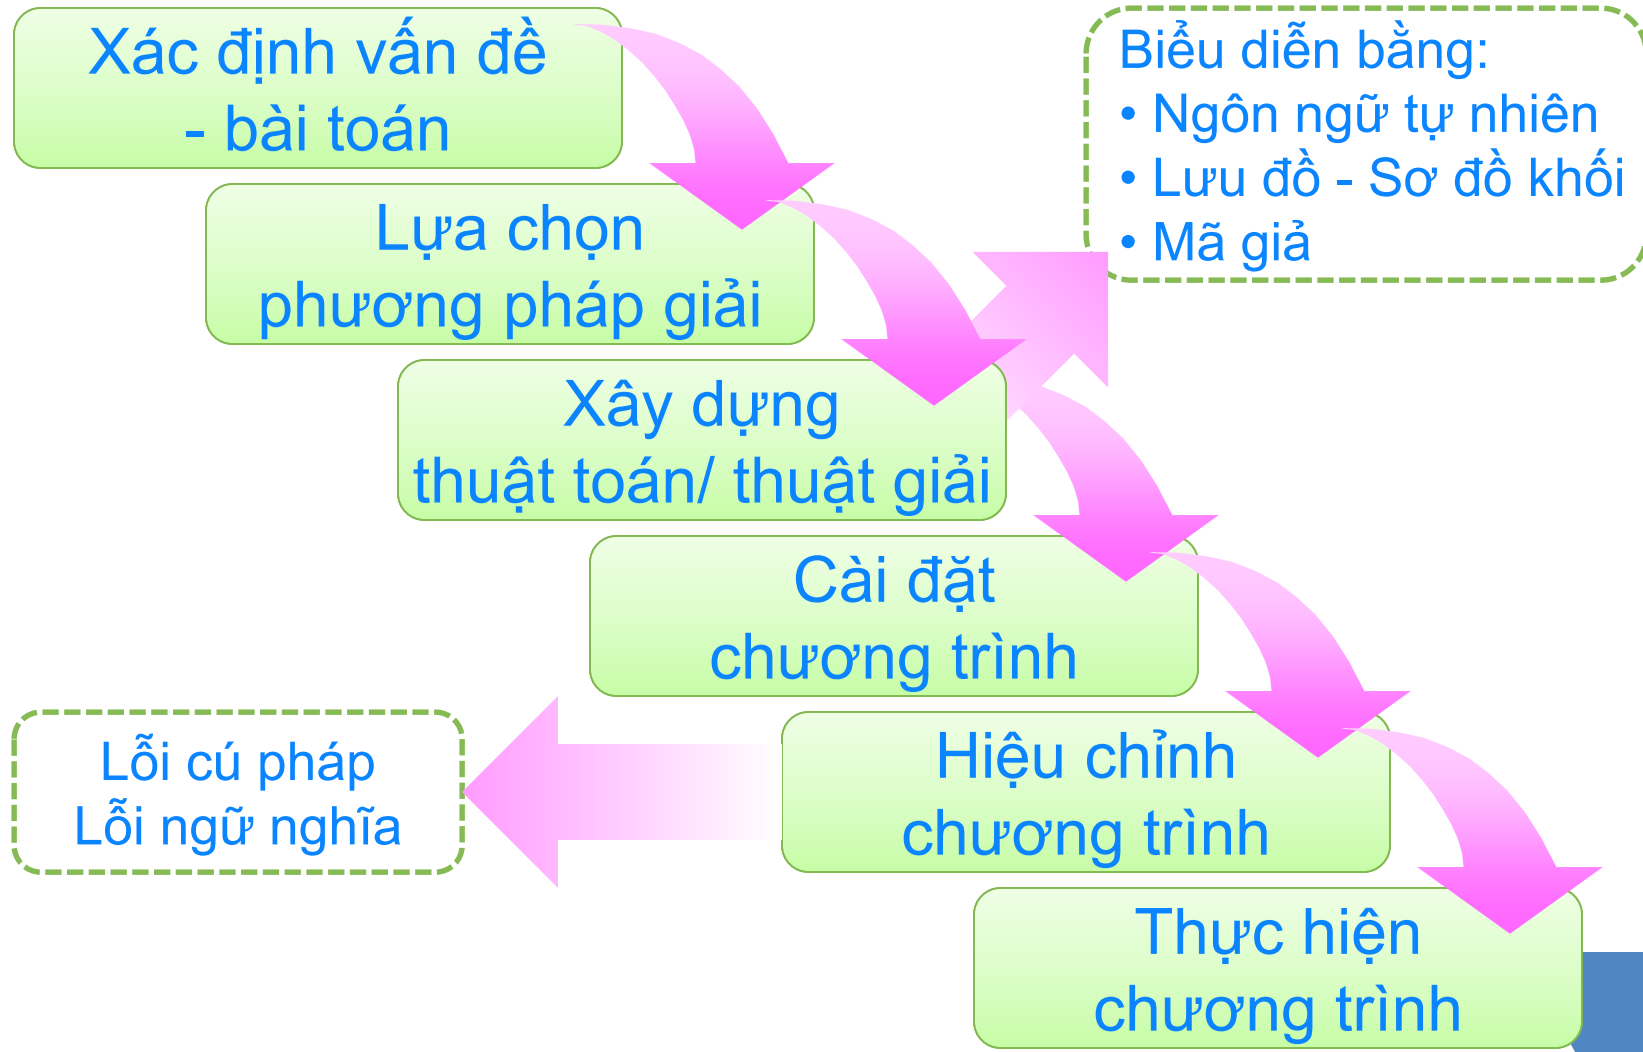 Xác định vấn đề
- bài toán
Biểu diễn bằng:
• Ngôn ngữ tự nhiên
• Lưu đồ - Sơ đồ khối
• Mã giả
Lựa chọn
phương pháp giải
Xây dựng
thuật toán/ thuật giải
Cài đặt
chương trình
Lỗi cú pháp
Lỗi ngữ nghĩa
Hiệu chỉnh
chương trình
Thực hiện
chương trình